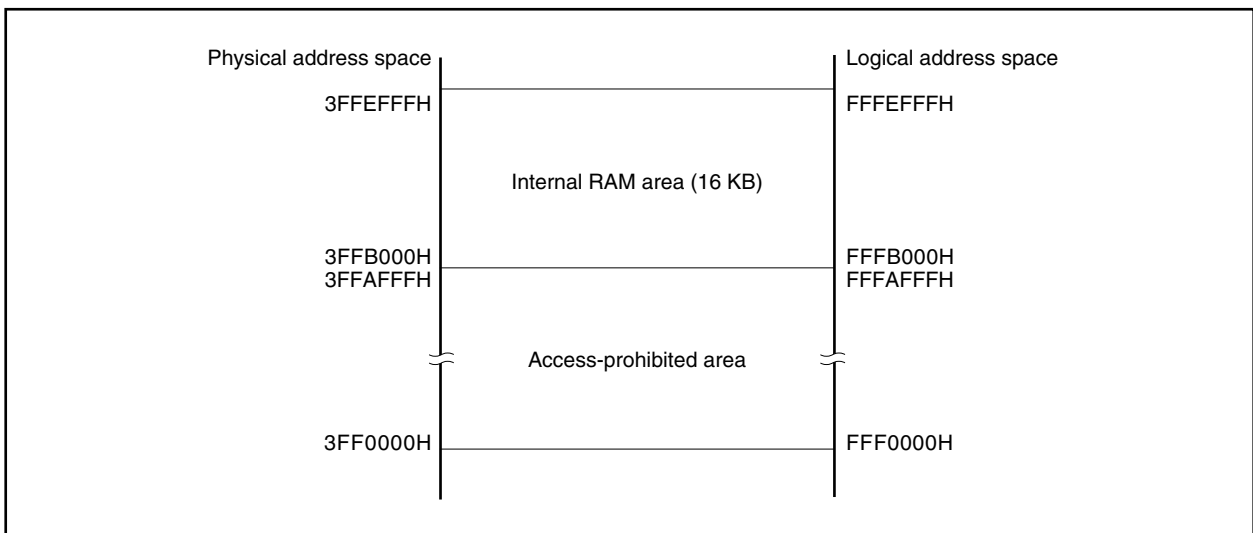 Physical address space
Logical address space
3FFEFFFH
FFFEFFFH
Internal RAM area (16 KB)
3FFB000H
FFFB000H
3FFAFFFH
FFFAFFFH
Access-prohibited area
3FF0000H
FFF0000H